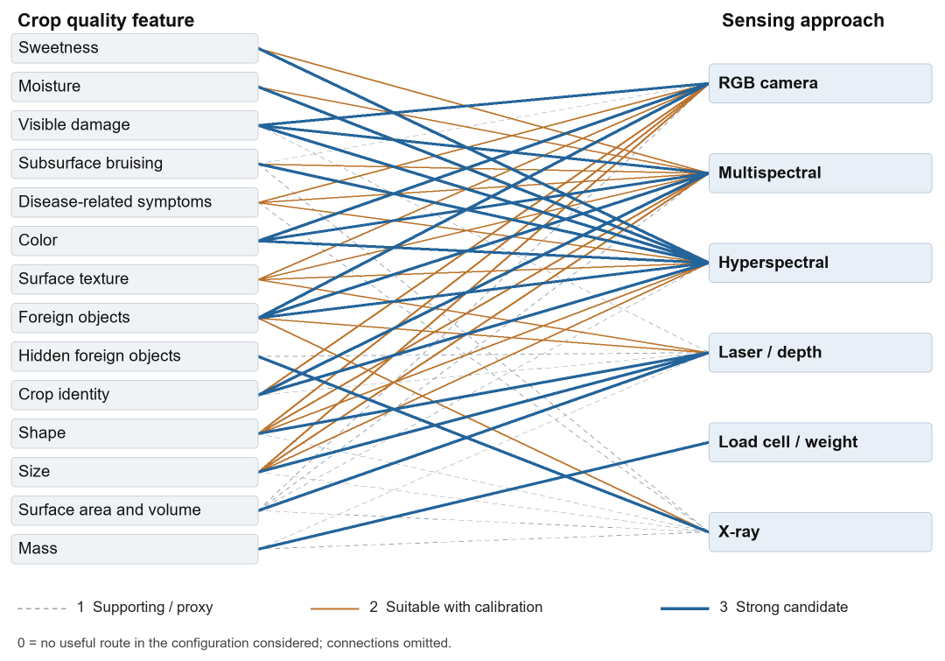 Crop quality feature
Sensing approach
Sweetness
Moisture
Visible damage
Subsurface bruising
Disease-related symptoms
Color
Surface texture
Foreign objects
Hidden foreign objects
Crop identity
Shape
Size
Surface area and volume
Mass
RGB camera
Multispectral
Hyperspectral
Laser / depth
Load cell / weight
X-ray
1 Supporting / proxy
2 Suitable with calibration
3 Strong candidate
0 = no useful route in the configuration considered; connections omitted.